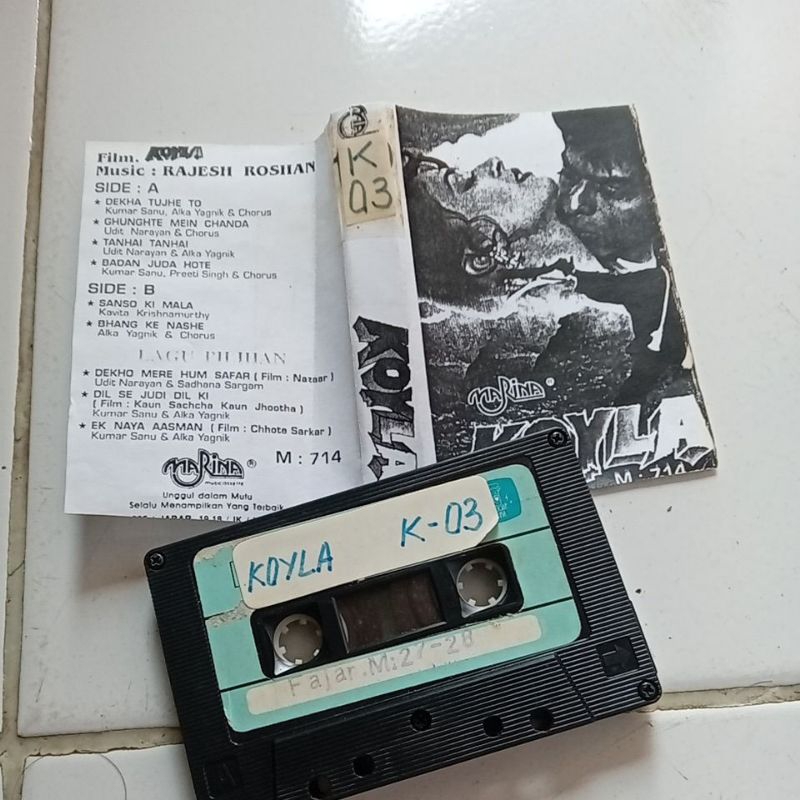 Film. KOYLA
Music : RAJESH ROSHAN
SIDE : A
★ DEKHA TUJHE TO
Kumar Sanu, Alka Yagnik & Chorus
★ GHUNGHTE MEIN CHANDA
Udit Narayan & Chorus
★ TANHAI TANHAI
Udit Narayan & Alka Yagnik
★ BADAN JUDA HOTE
Kumar Sanu, Preeti Singh & Chorus
SIDE : B
★ SANSO KI MALA
Kavita Krishnamurthy
★ BHANG KE NASHE
Alka Yagnik & Chorus
LAGU PILIHAN
★ DEKHO MERE HUM SAFAR ( Film : Nazaar )
Udit Narayan & Sadhana Sargam
★ DIL SE JUDI DIL KI
( Film : Kaun Sachcha Kaun Jhootha )
Kumar Sanu & Alka Yagnik
★ EK NAYA AASMAN ( Film : Chhota Sarkar )
Kumar Sanu & Alka Yagnik
MARINA ® M : 714
Unggul dalam Mutu
Selalu Menampilkan Yang Terbaik
K
03
KOYLA
MARINA ®
KOYLA
M : 714
KOYLA K-03
Fajar.M:27-28
A